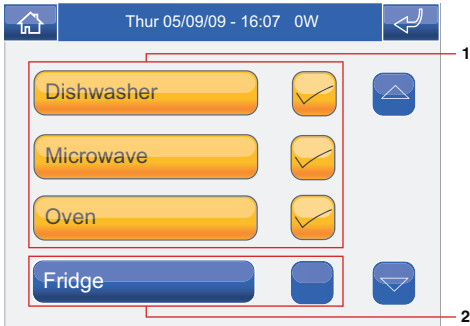 Thur 05/09/09 - 16:07 0W
1
Dishwasher
Microwave
Oven
Fridge
2